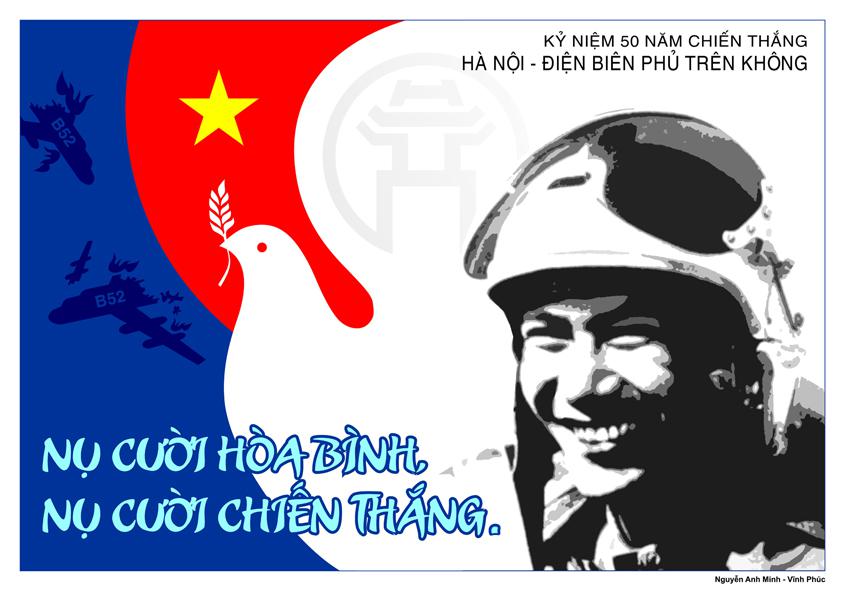 KỶ NIỆM 50 NĂM CHIẾN THẮNG
HÀ NỘI - ĐIỆN BIÊN PHỦ TRÊN KHÔNG
B52
B52
NỤ CƯỜI HÒA BÌNH,
NỤ CƯỜI CHIẾN THẮNG.
Nguyễn Anh Minh - Vĩnh Phúc